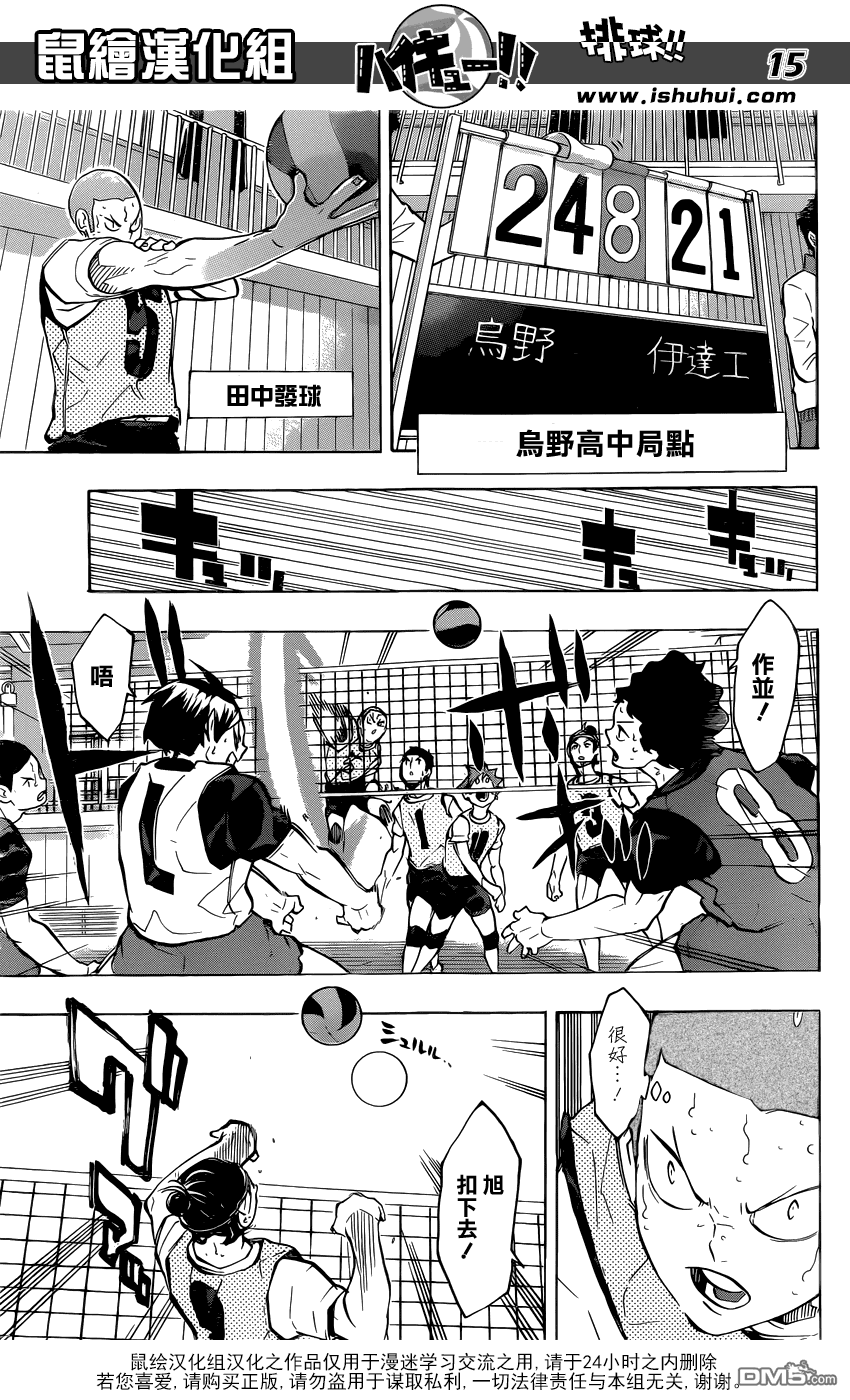 鼠繪漢化組
ハイキュー!!
排球!!
15
www.ishuhui.com
24 8 21
烏野 伊達工
烏野高中局點
5
田中發球
キュッ
キュ
キュ
作並!
唔
1
很好…!
ミュルルル…
旭
扣下去!
鼠绘汉化组汉化之作品仅用于漫迷学习交流之用, 请于24小时之内删除
若您喜爱, 请购买正版, 请勿盗用于谋取私利, 一切法律责任与本组无关, 谢谢。
DM5.com